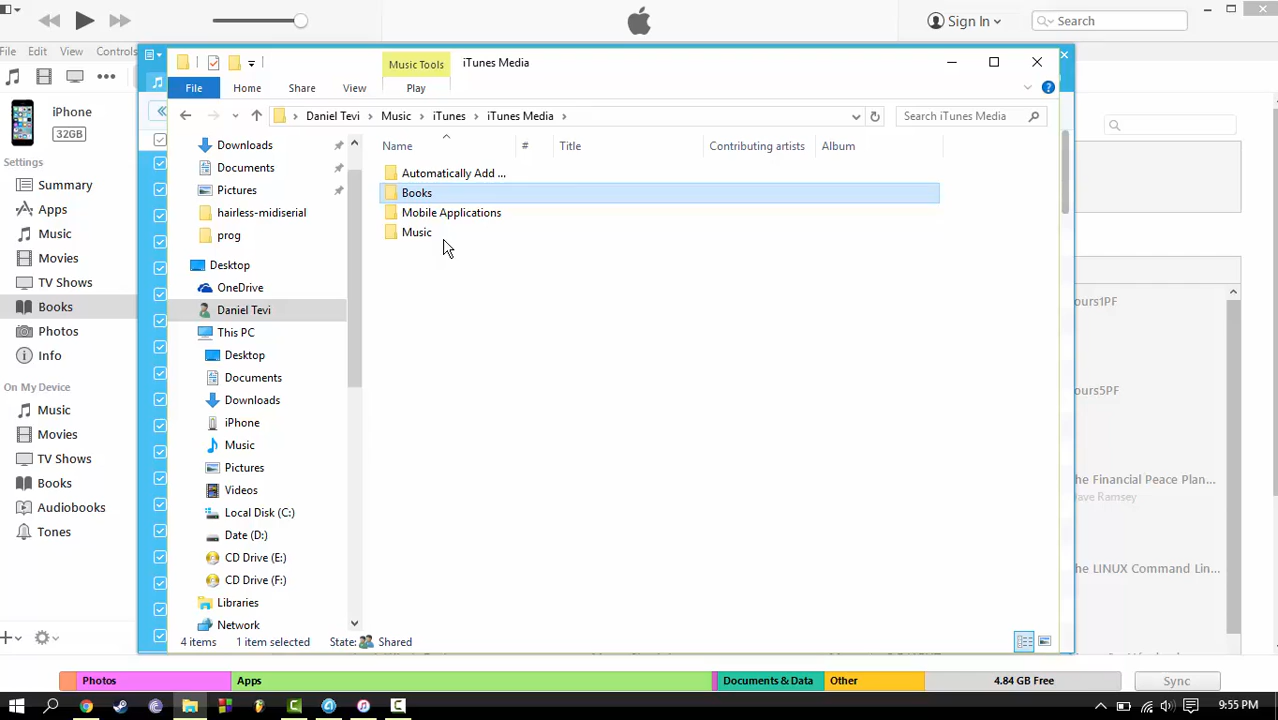 Sign In
Search
File Edit View Controls
Music Tools
iTunes Media
File Home Share View Play
Daniel Tevi Music iTunes iTunes Media
Search iTunes Media
iPhone
32GB
Settings
Summary
Apps
Music
Movies
TV Shows
Books
Photos
Info
On My Device
Music
Movies
TV Shows
Books
Audiobooks
Tones
Downloads
Documents
Pictures
hairless-midiserial
prog
Desktop
OneDrive
Daniel Tevi
This PC
Desktop
Documents
Downloads
iPhone
Music
Pictures
Videos
Local Disk (C:)
Date (D:)
CD Drive (E:)
CD Drive (F:)
Libraries
Network
Name # Title Contributing artists Album
Automatically Add ...
Books
Mobile Applications
Music
4 items 1 item selected State: Shared
ours1PF
ours5PF
he Financial Peace Plan...
ave Ramsey
he LINUX Command Lin...
Photos Apps Documents & Data Other 4.84 GB Free Sync
9:55 PM